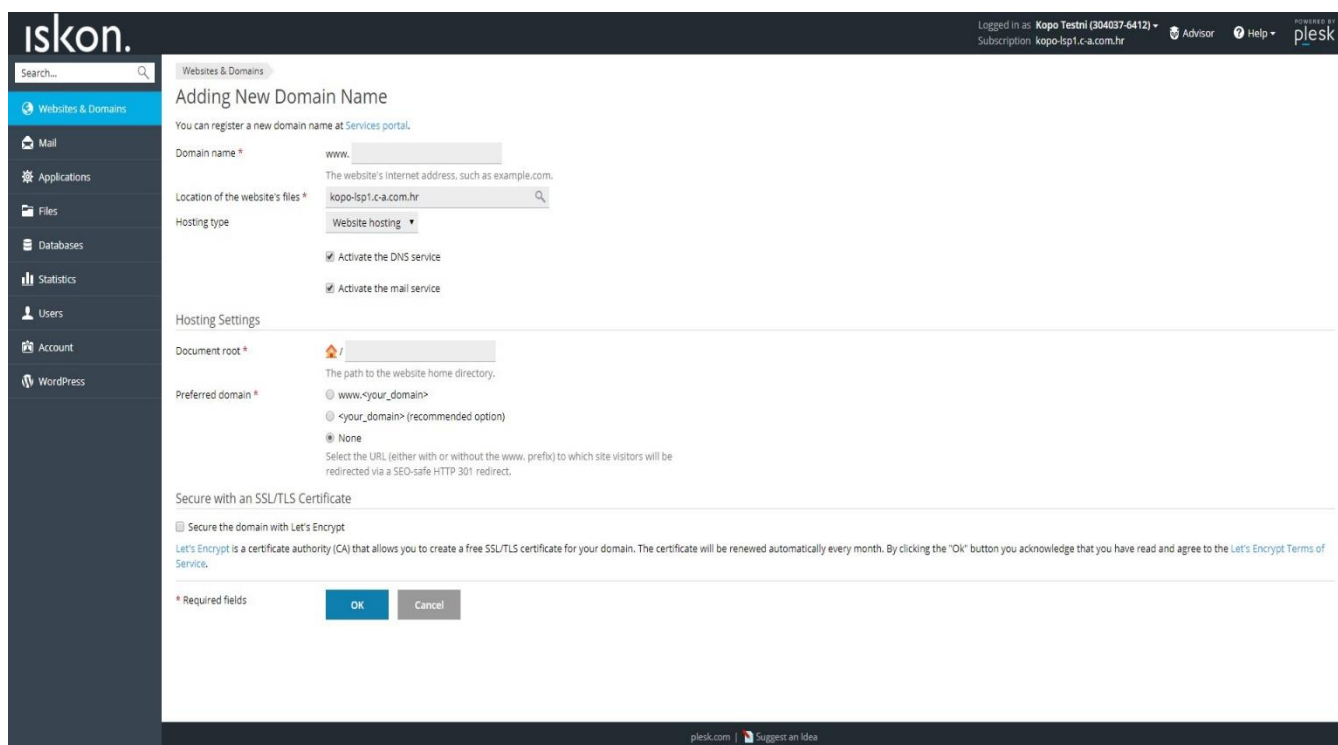 ıskon.
Logged in as Kopo Testni (304037-6412)
Subscription kopo-lsp1.c-a.com.hr
Advisor
Help
POWERED BY
plesk
Search...
Websites & Domains
Mail
Applications
Files
Databases
Statistics
Users
Account
WordPress
Websites & Domains
Adding New Domain Name
You can register a new domain name at Services portal.
Domain name * www.
The website's Internet address, such as example.com.
Location of the website's files * kopo-lsp1.c-a.com.hr
Hosting type Website hosting
Activate the DNS service
Activate the mail service
Hosting Settings
Document root * /
The path to the website home directory.
Preferred domain * www.<your_domain>
<your_domain> (recommended option)
None
Select the URL (either with or without the www. prefix) to which site visitors will be
redirected via a SEO-safe HTTP 301 redirect.
Secure with an SSL/TLS Certificate
Secure the domain with Let's Encrypt
Let's Encrypt is a certificate authority (CA) that allows you to create a free SSL/TLS certificate for your domain. The certificate will be renewed automatically every month. By clicking the "Ok" button you acknowledge that you have read and agree to the Let's Encrypt Terms of
Service.
* Required fields
OK
Cancel
plesk.com | Suggest an Idea